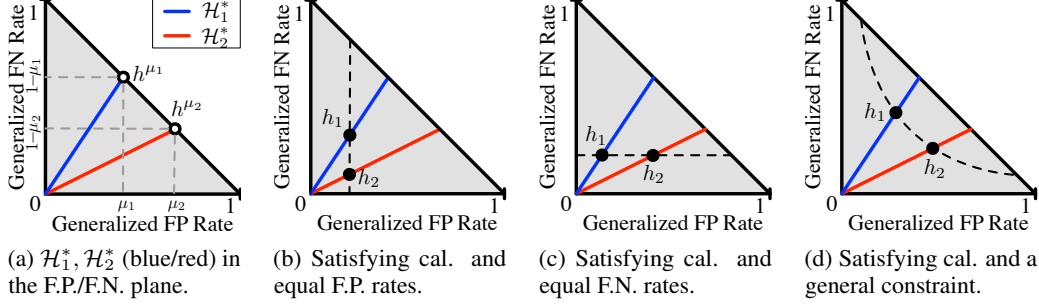 1
Generalized FN Rate
1−μ₁
1−μ₂
ℋ₁*
ℋ₂*
h^μ₁
h^μ₂
0
μ₁
μ₂
1
Generalized FP Rate
(a) ℋ₁*, ℋ₂* (blue/red) in
the F.P./F.N. plane.
1
Generalized FN Rate
h₁
h₂
0
1
Generalized FP Rate
(b) Satisfying cal. and
equal F.P. rates.
1
Generalized FN Rate
h₁
h₂
0
1
Generalized FP Rate
(c) Satisfying cal. and
equal F.N. rates.
1
Generalized FN Rate
h₁
h₂
0
1
Generalized FP Rate
(d) Satisfying cal. and a
general constraint.